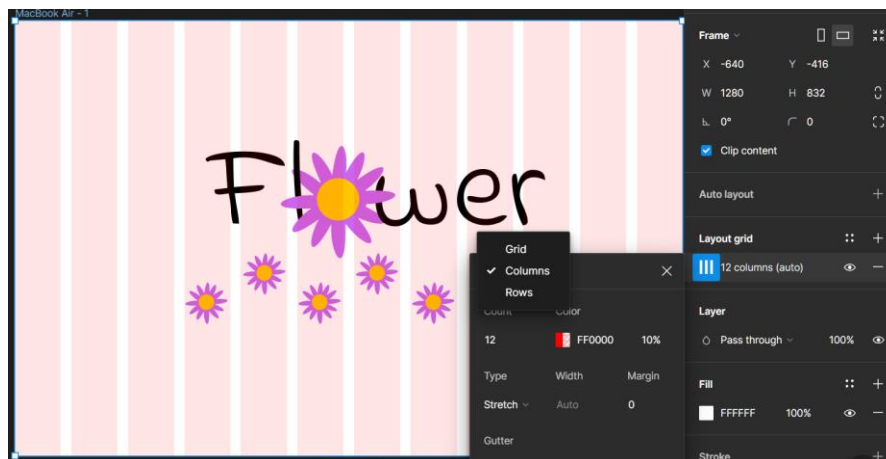 MacBook Air - 1
Flower
Grid
Columns
Rows
Count
Color
12
FF0000
10%
Type
Width
Margin
Stretch
Auto
0
Gutter
Frame
X -640
Y -416
W 1280
H 832
0°
0
Clip content
Auto layout
Layout grid
12 columns (auto)
Layer
Pass through
100%
Fill
FFFFFF
100%
Stroke